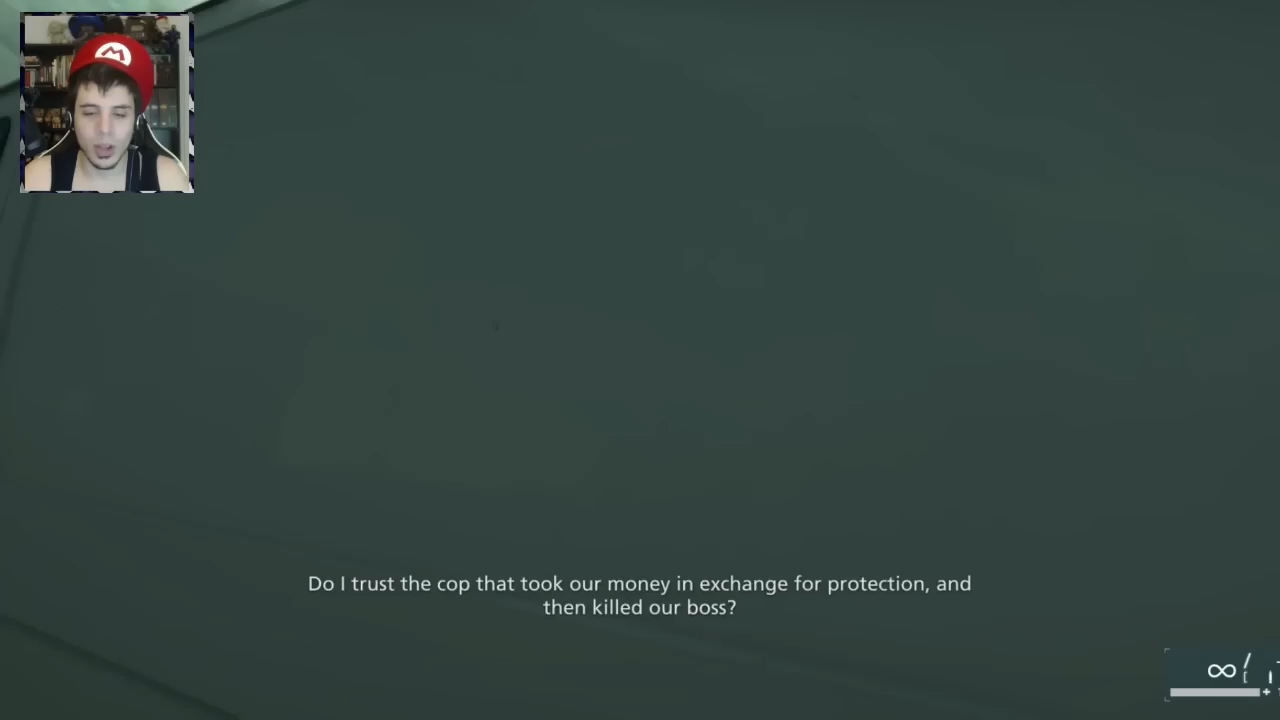 M
Do I trust the cop that took our money in exchange for protection, and
then killed our boss?
∞